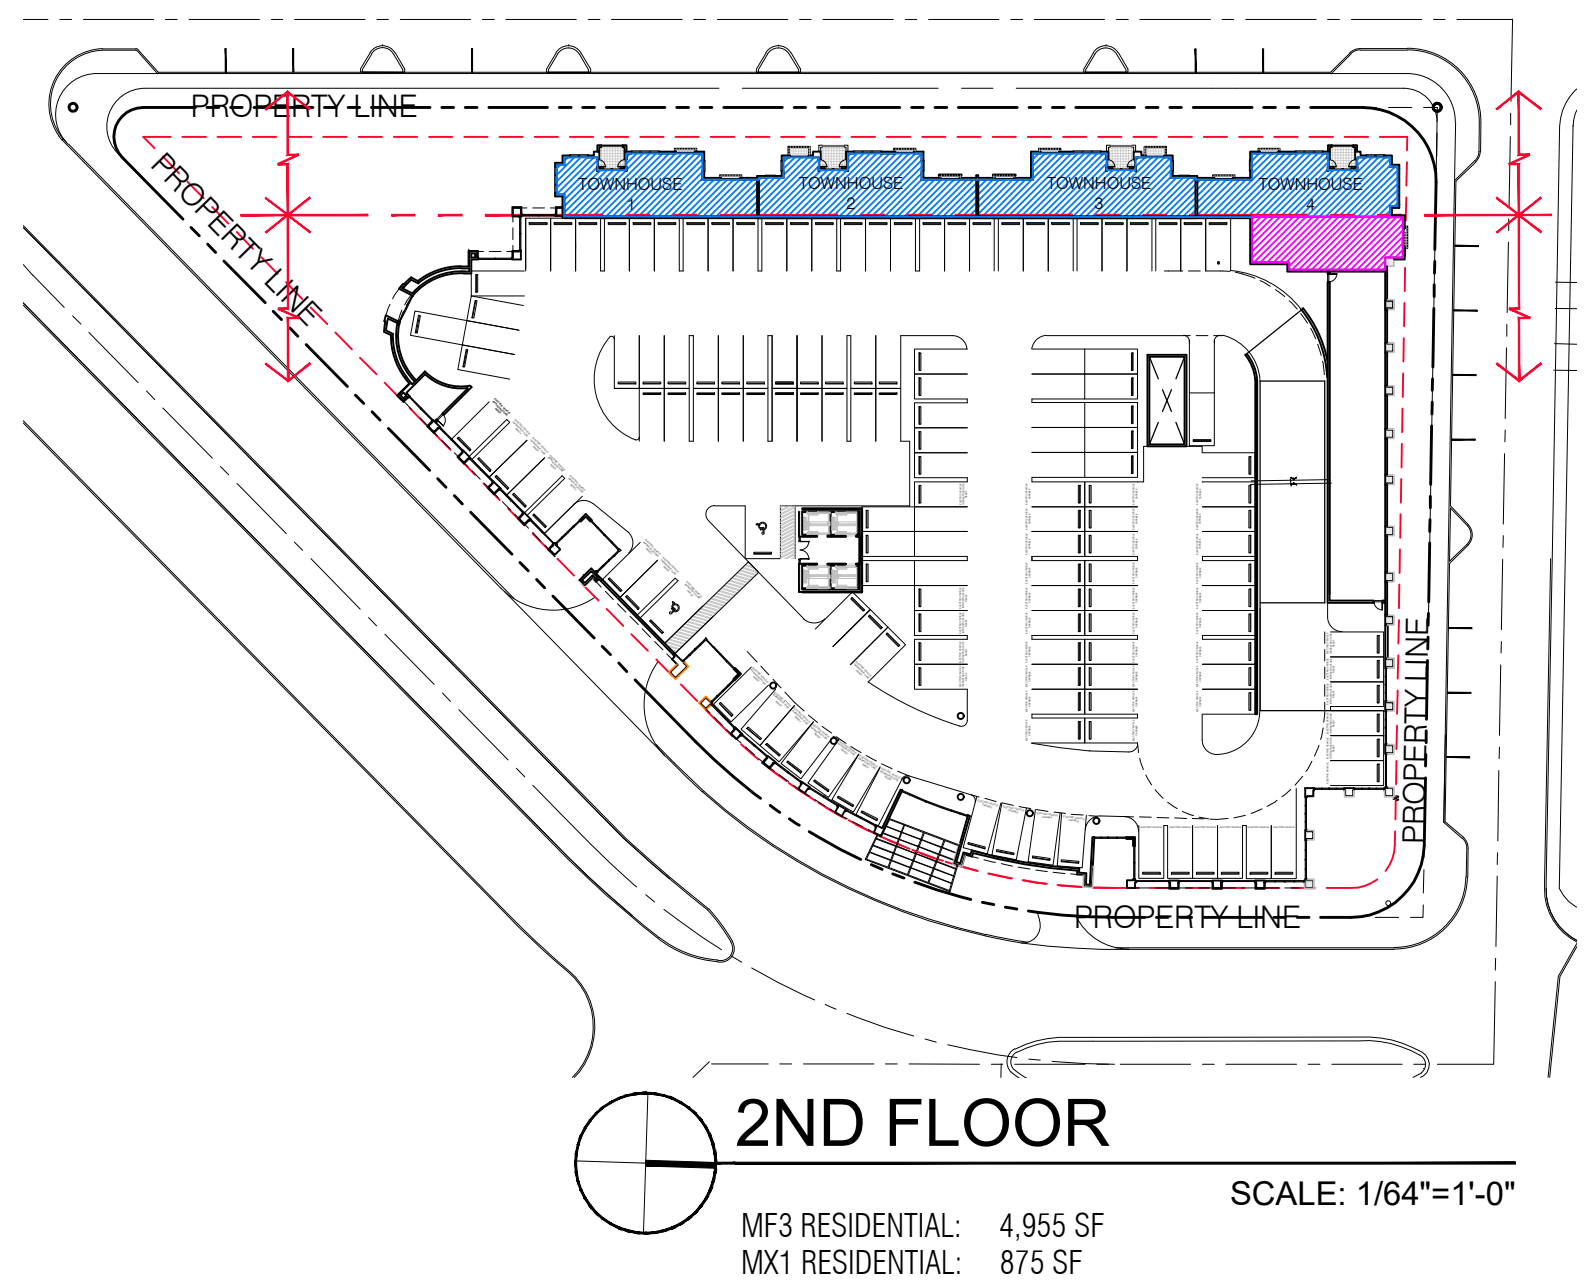 PROPERTY LINE
PROPERTY LINE
TOWNHOUSE
1
TOWNHOUSE
2
TOWNHOUSE
3
TOWNHOUSE
4
PROPERTY LINE
PROPERTY LINE
2ND FLOOR
SCALE: 1/64"=1'-0"
MF3 RESIDENTIAL: 4,955 SF
MX1 RESIDENTIAL: 875 SF